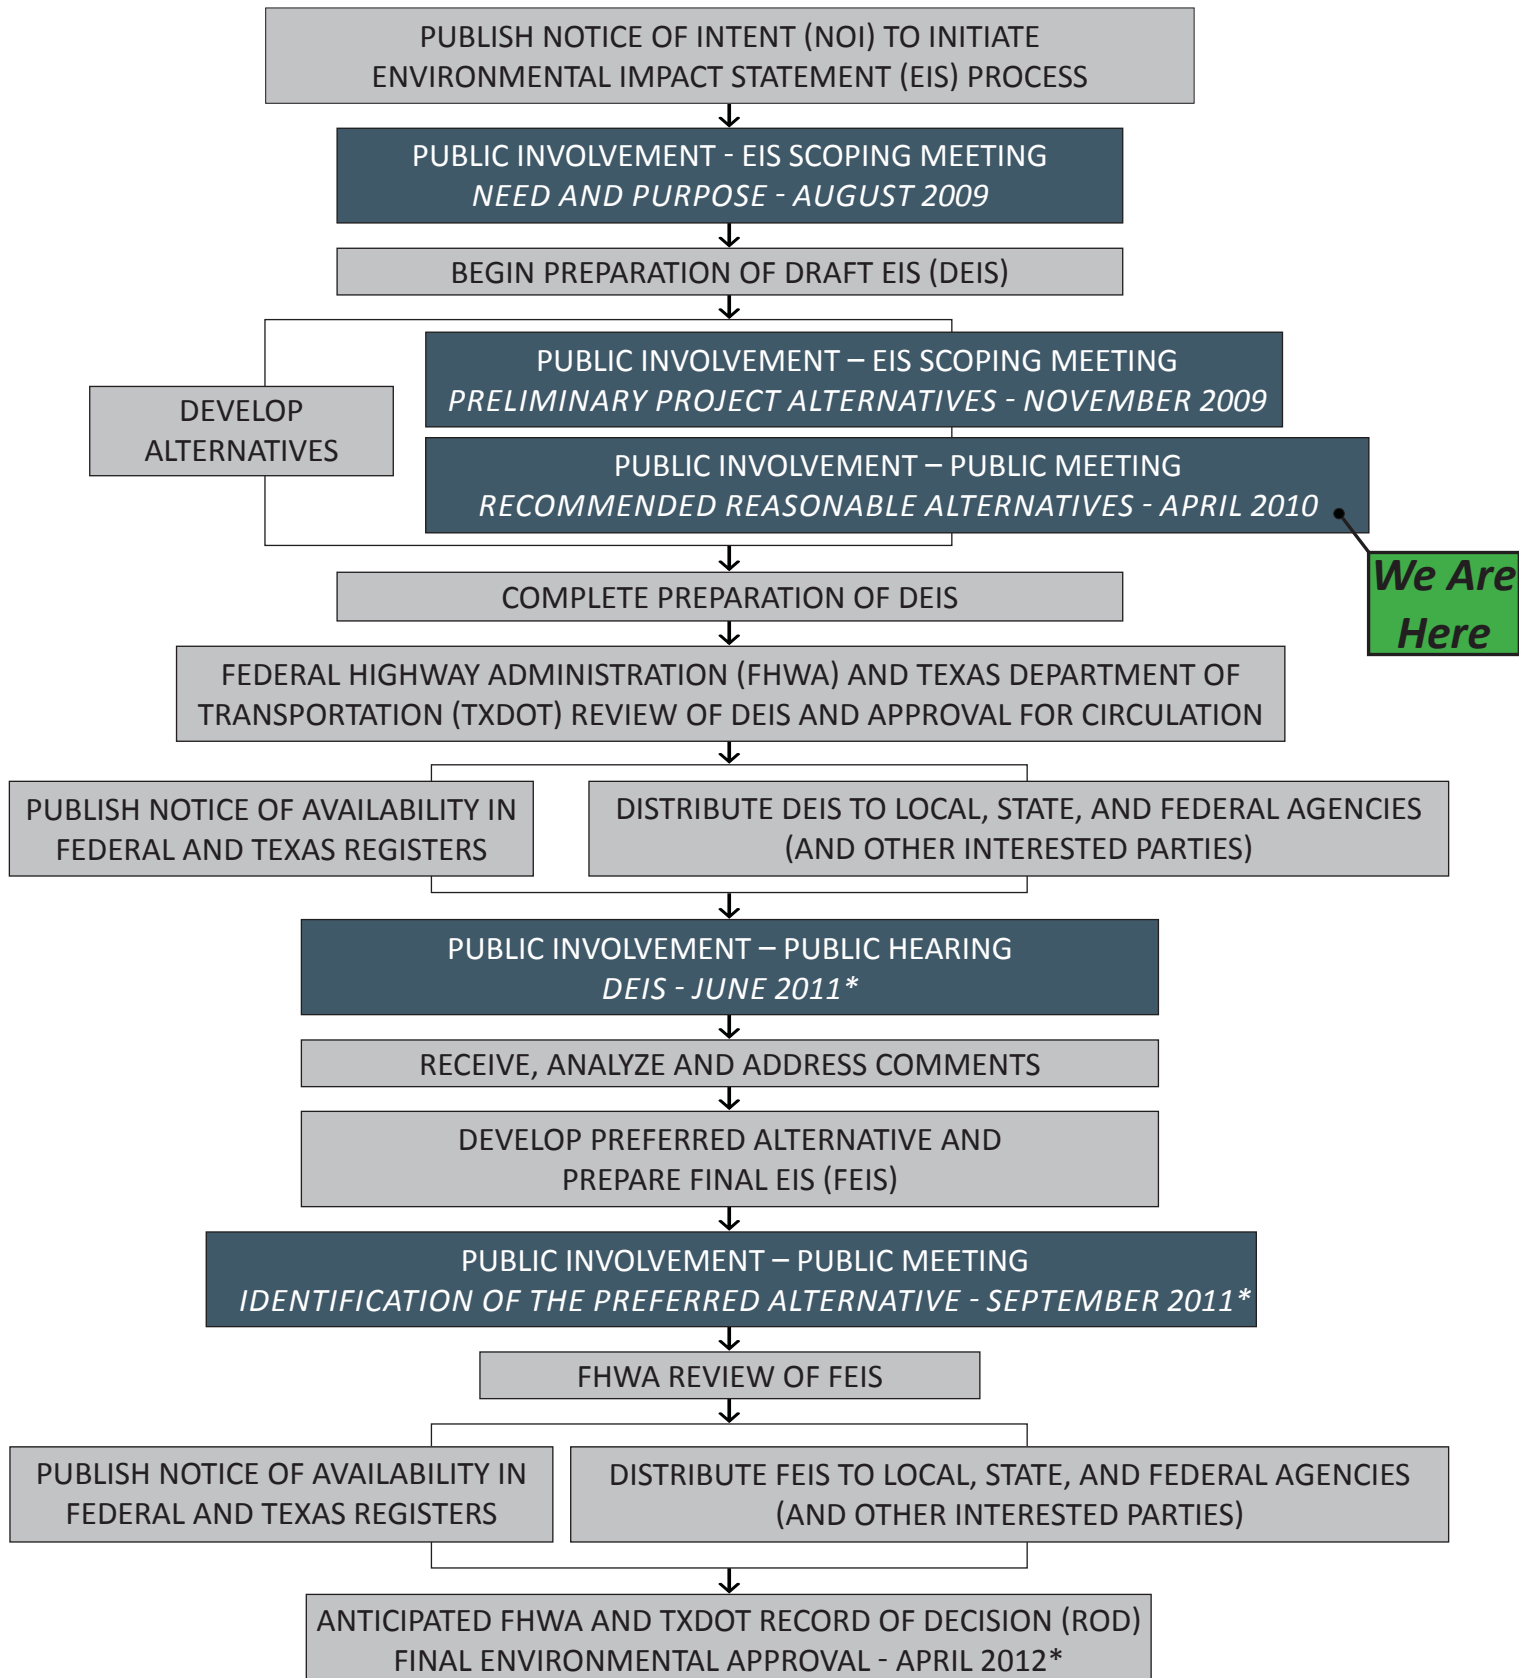 PUBLISH NOTICE OF INTENT (NOI) TO INITIATE
ENVIRONMENTAL IMPACT STATEMENT (EIS) PROCESS
PUBLIC INVOLVEMENT - EIS SCOPING MEETING
NEED AND PURPOSE - AUGUST 2009
BEGIN PREPARATION OF DRAFT EIS (DEIS)
DEVELOP
ALTERNATIVES
PUBLIC INVOLVEMENT – EIS SCOPING MEETING
PRELIMINARY PROJECT ALTERNATIVES - NOVEMBER 2009
PUBLIC INVOLVEMENT – PUBLIC MEETING
RECOMMENDED REASONABLE ALTERNATIVES - APRIL 2010
We Are
Here
COMPLETE PREPARATION OF DEIS
FEDERAL HIGHWAY ADMINISTRATION (FHWA) AND TEXAS DEPARTMENT OF
TRANSPORTATION (TXDOT) REVIEW OF DEIS AND APPROVAL FOR CIRCULATION
PUBLISH NOTICE OF AVAILABILITY IN
FEDERAL AND TEXAS REGISTERS
DISTRIBUTE DEIS TO LOCAL, STATE, AND FEDERAL AGENCIES
(AND OTHER INTERESTED PARTIES)
PUBLIC INVOLVEMENT – PUBLIC HEARING
DEIS - JUNE 2011*
RECEIVE, ANALYZE AND ADDRESS COMMENTS
DEVELOP PREFERRED ALTERNATIVE AND
PREPARE FINAL EIS (FEIS)
PUBLIC INVOLVEMENT – PUBLIC MEETING
IDENTIFICATION OF THE PREFERRED ALTERNATIVE - SEPTEMBER 2011*
FHWA REVIEW OF FEIS
PUBLISH NOTICE OF AVAILABILITY IN
FEDERAL AND TEXAS REGISTERS
DISTRIBUTE FEIS TO LOCAL, STATE, AND FEDERAL AGENCIES
(AND OTHER INTERESTED PARTIES)
ANTICIPATED FHWA AND TXDOT RECORD OF DECISION (ROD)
FINAL ENVIRONMENTAL APPROVAL - APRIL 2012*